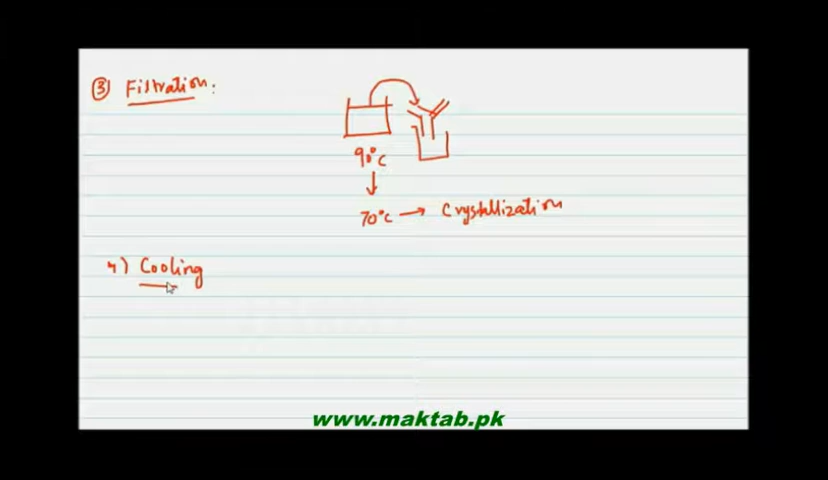 ③ Filtration:
90°C
70°C → Crystallization
4) Cooling
www.maktab.pk